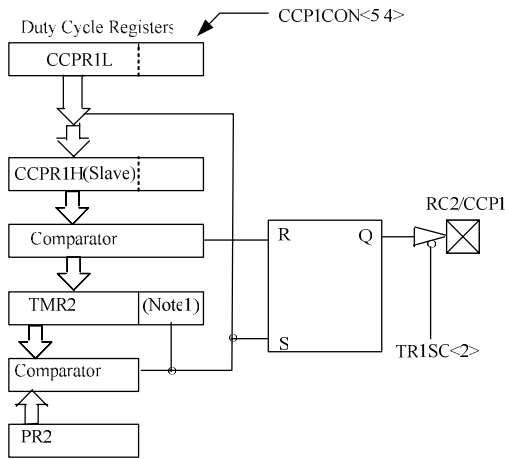 CCP1CON<5 4>
Duty Cycle Registers
CCPR1L
CCPR1H(Slave)
RC2/CCP1
Comparator
R
Q
TMR2
(Note1)
S
TR1SC<2>
Comparator
PR2